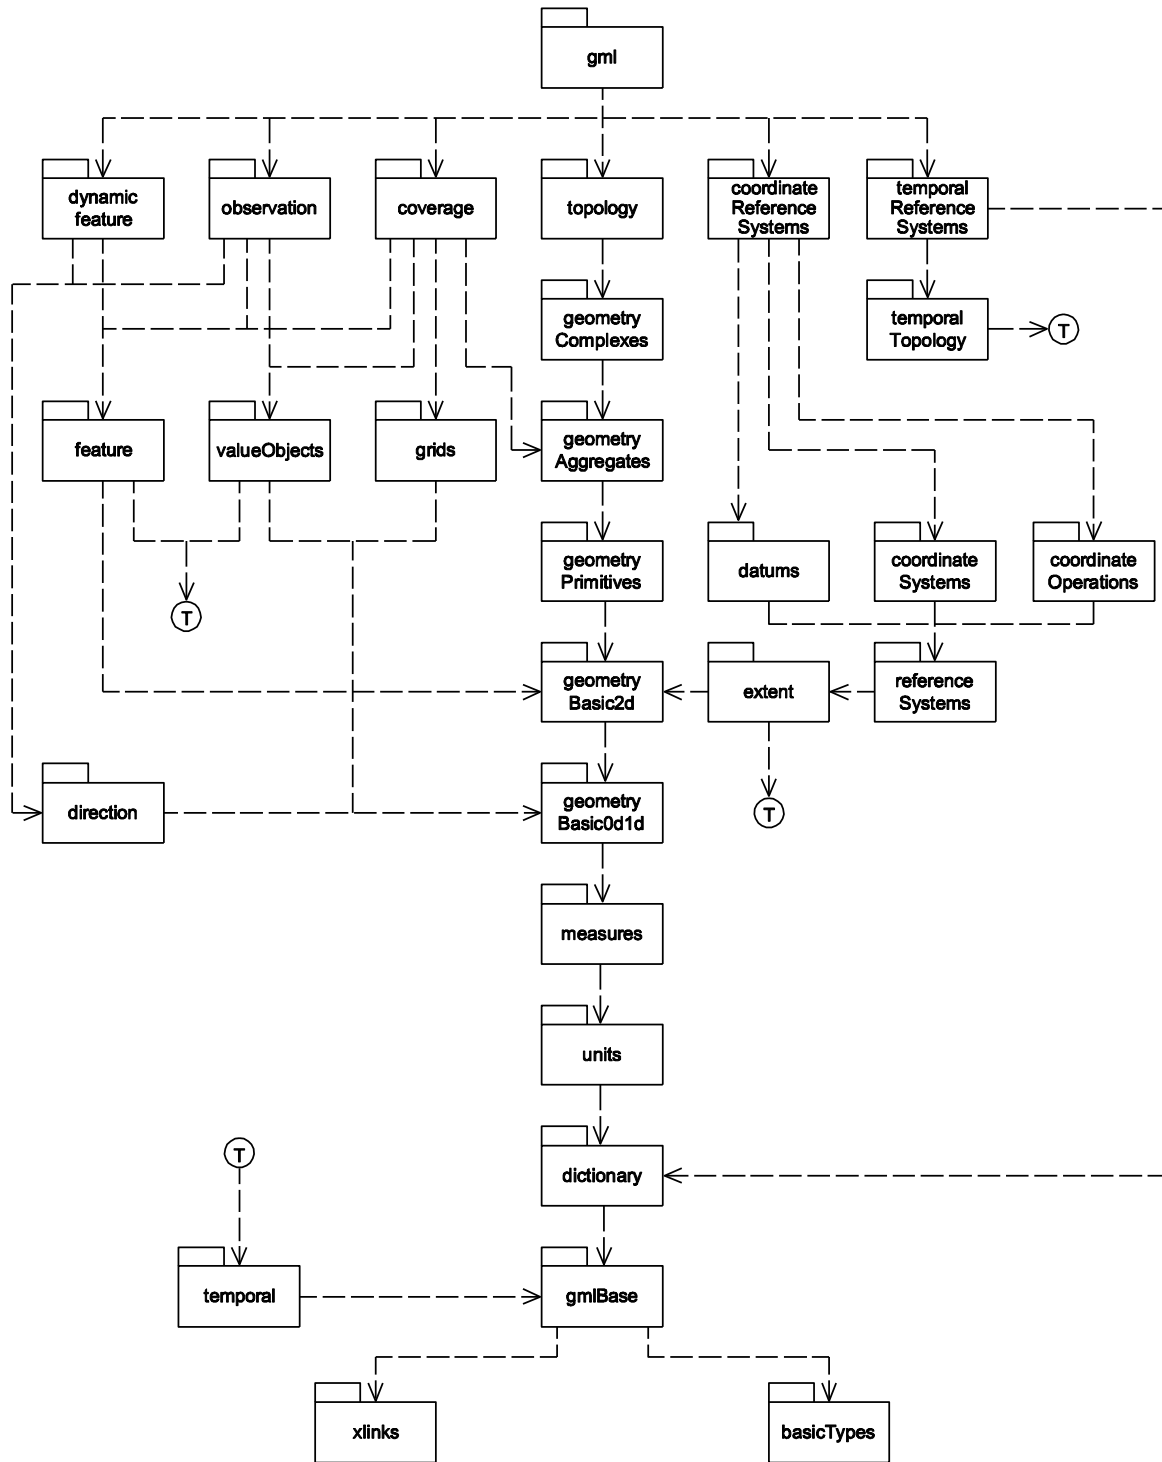 gml
dynamic
feature
observation
coverage
topology
coordinate
Reference
Systems
temporal
Reference
Systems
geometry
Complexes
temporal
Topology
T
feature
valueObjects
grids
geometry
Aggregates
geometry
Primitives
datums
coordinate
Systems
coordinate
Operations
T
geometry
Basic2d
extent
reference
Systems
direction
geometry
Basic0d1d
T
measures
units
T
dictionary
temporal
gmlBase
xlinks
basicTypes